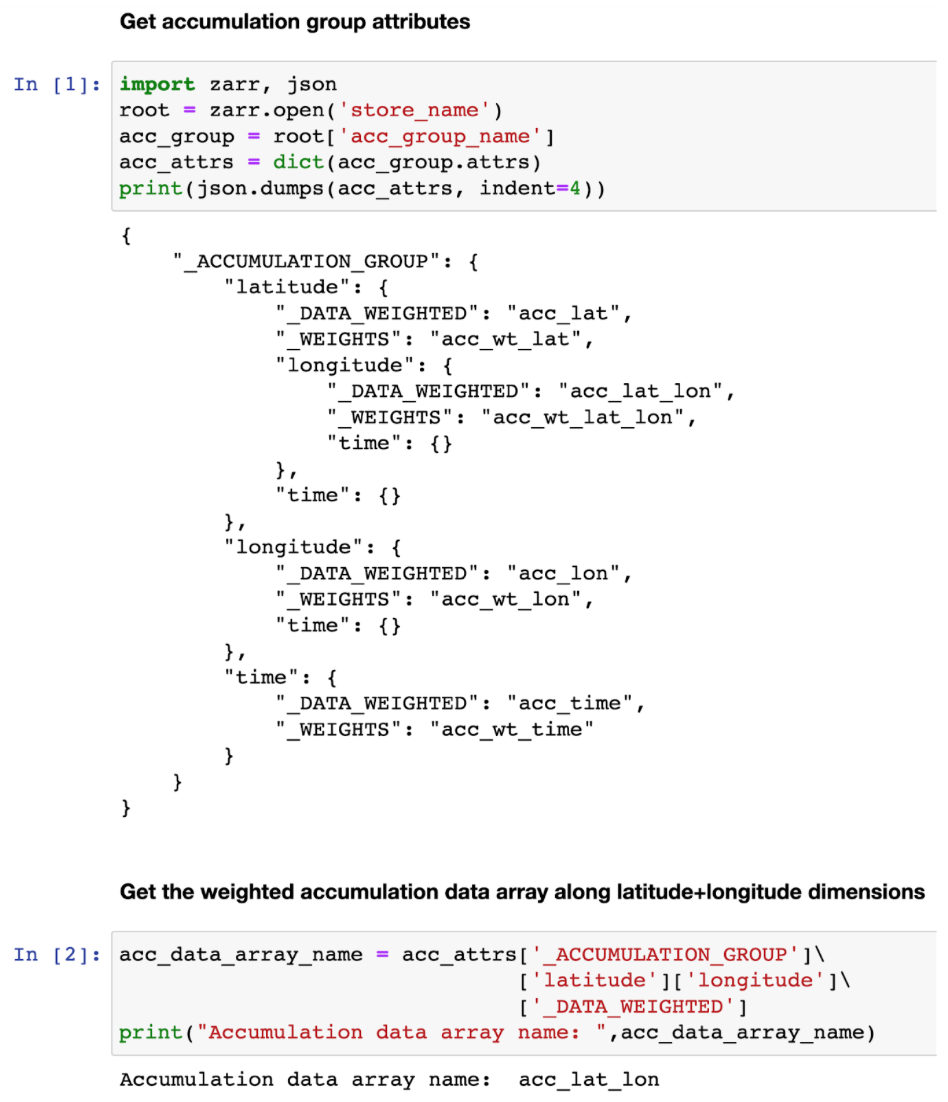 Get accumulation group attributes
In [1]: import zarr, json
root = zarr.open('store_name')
acc_group = root['acc_group_name']
acc_attrs = dict(acc_group.attrs)
print(json.dumps(acc_attrs, indent=4))
{
    "_ACCUMULATION_GROUP": {
        "latitude": {
            "_DATA_WEIGHTED": "acc_lat",
            "_WEIGHTS": "acc_wt_lat",
            "longitude": {
                "_DATA_WEIGHTED": "acc_lat_lon",
                "_WEIGHTS": "acc_wt_lat_lon",
                "time": {}
            },
            "time": {}
        },
        "longitude": {
            "_DATA_WEIGHTED": "acc_lon",
            "_WEIGHTS": "acc_wt_lon",
            "time": {}
        },
        "time": {
            "_DATA_WEIGHTED": "acc_time",
            "_WEIGHTS": "acc_wt_time"
        }
    }
}
Get the weighted accumulation data array along latitude+longitude dimensions
In [2]: acc_data_array_name = acc_attrs['_ACCUMULATION_GROUP']\
['latitude']['longitude']\
['_DATA_WEIGHTED']
print("Accumulation data array name: ",acc_data_array_name)
Accumulation data array name:  acc_lat_lon